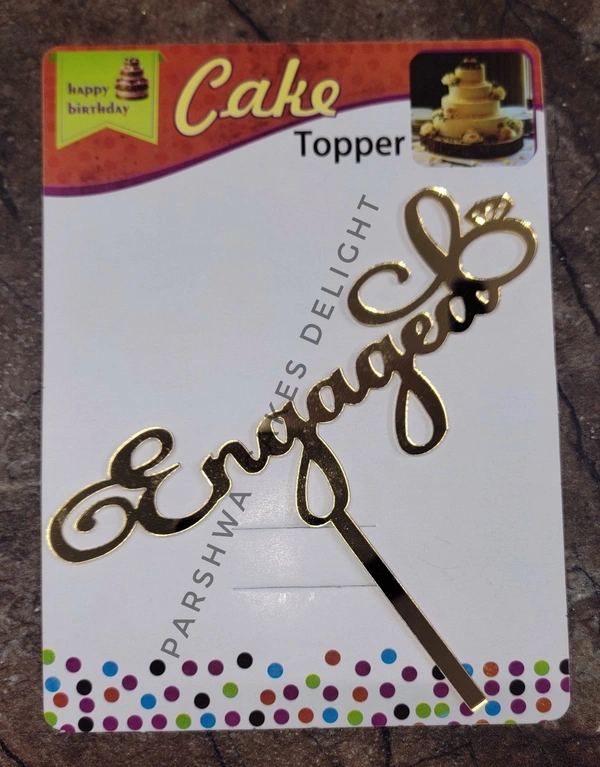 happy
birthday
Cake
Topper
Engaged
PARSHWA CAKES DELIGHT